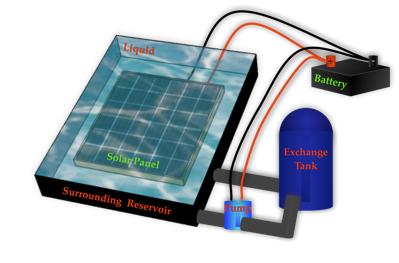 Liquid
+
-
Battery
Solar Panel
Exchange
Tank
Surrounding Reservoir
Pump